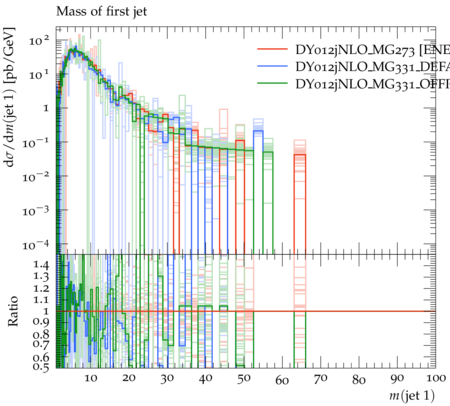 Mass of first jet
dσ/dm(jet 1) [pb/GeV]
10²
10¹
1
10⁻¹
10⁻²
10⁻³
10⁻⁴
DY012jNLO_MG273 [ENE
DY012jNLO_MG331_DEFA
DY012jNLO_MG331_OFFI
Ratio
1.4
1.3
1.2
1.1
1
0.9
0.8
0.7
0.6
0.5
10 20 30 40 50 60 70 80 90 100
m(jet 1)